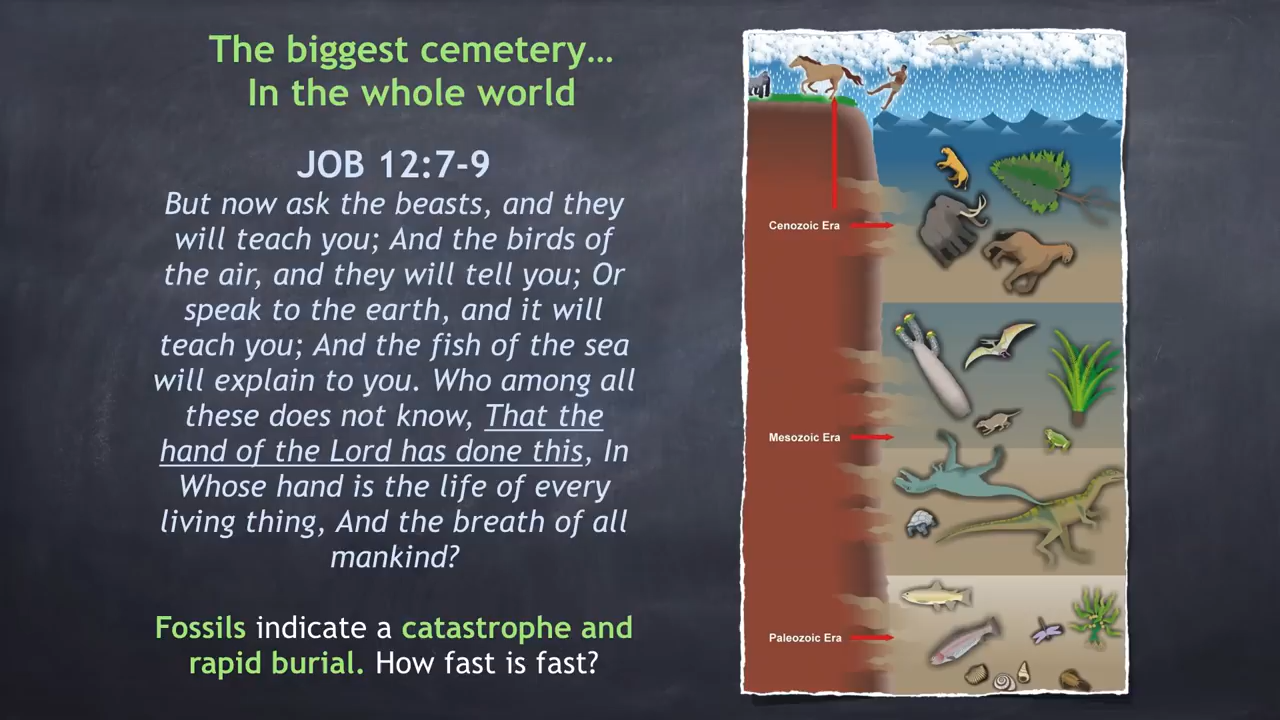 The biggest cemetery…
In the whole world
JOB 12:7-9
But now ask the beasts, and they
will teach you; And the birds of
the air, and they will tell you; Or
speak to the earth, and it will
teach you; And the fish of the sea
will explain to you. Who among all
these does not know, That the
hand of the Lord has done this, In
Whose hand is the life of every
living thing, And the breath of all
mankind?
Fossils indicate a catastrophe and
rapid burial. How fast is fast?
Cenozoic Era
Mesozoic Era
Paleozoic Era